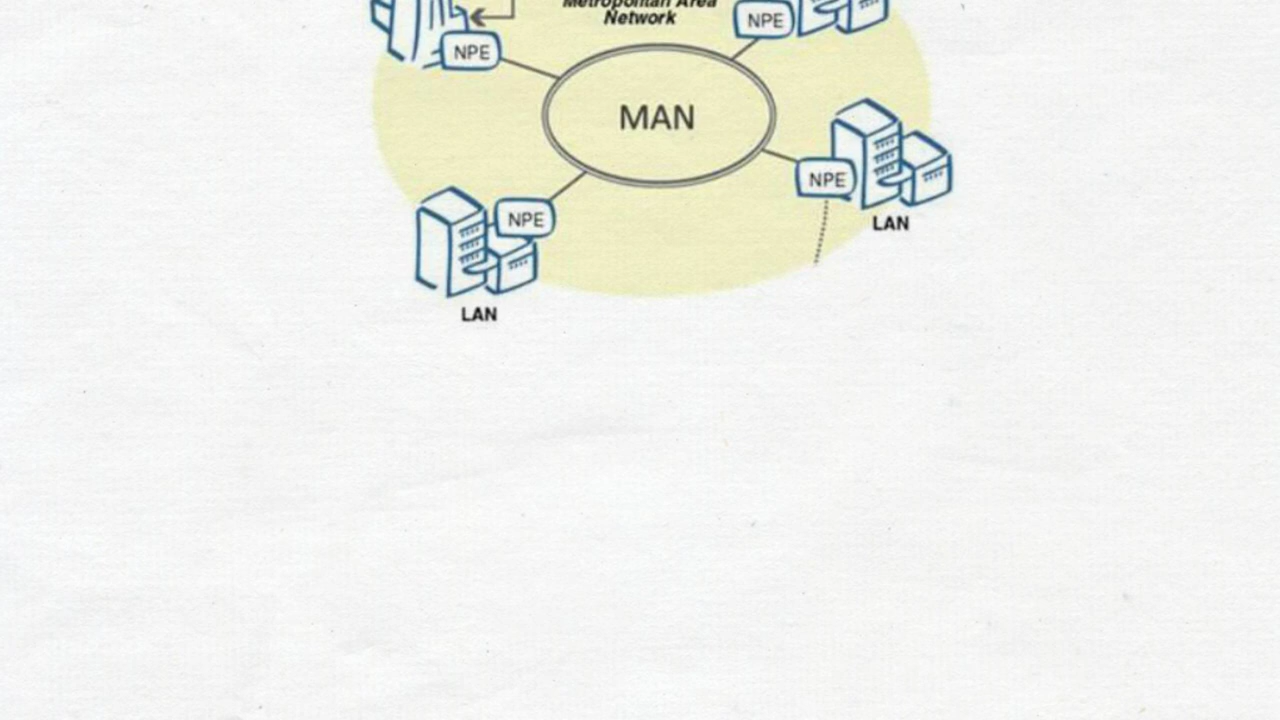 Metropolitan Area
Network
NPE
NPE
MAN
NPE
LAN
NPE
LAN